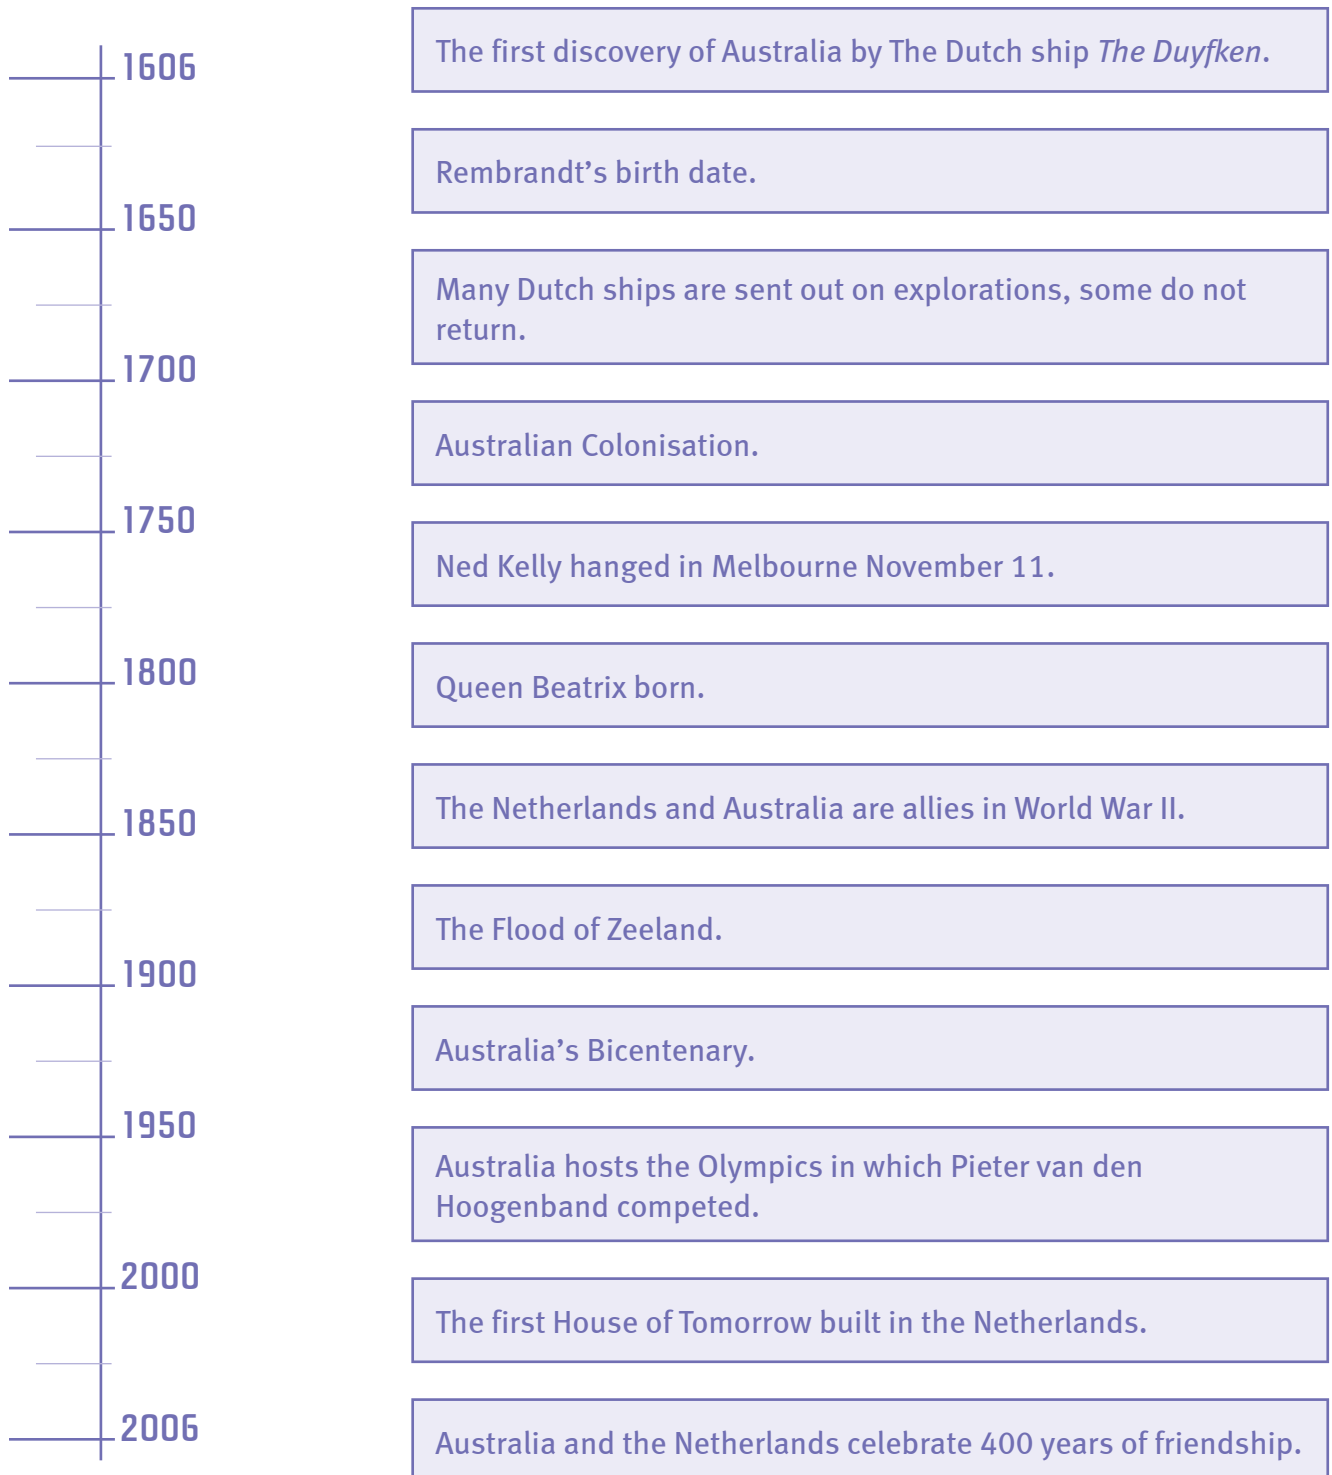 1606
1650
1700
1750
1800
1850
1900
1950
2000
2006
The first discovery of Australia by The Dutch ship The Duyfken.
Rembrandt’s birth date.
Many Dutch ships are sent out on explorations, some do not
return.
Australian Colonisation.
Ned Kelly hanged in Melbourne November 11.
Queen Beatrix born.
The Netherlands and Australia are allies in World War II.
The Flood of Zeeland.
Australia’s Bicentenary.
Australia hosts the Olympics in which Pieter van den
Hoogenband competed.
The first House of Tomorrow built in the Netherlands.
Australia and the Netherlands celebrate 400 years of friendship.